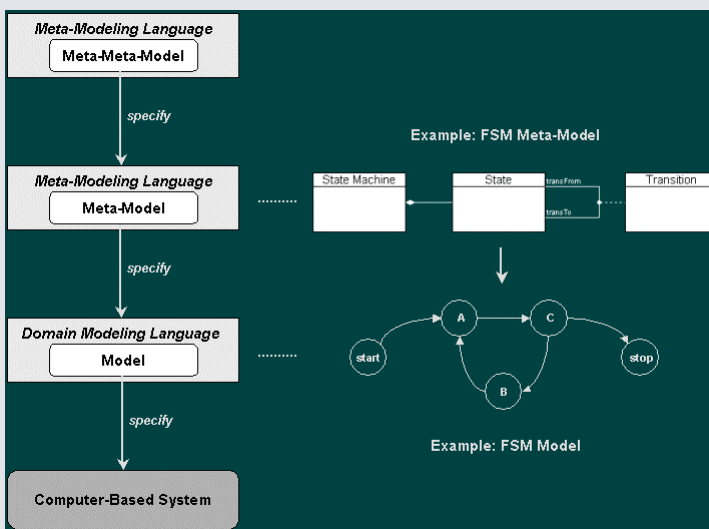 Meta-Modeling Language
Meta-Meta-Model
specify
Example: FSM Meta-Model
Meta-Modeling Language
Meta-Model
State Machine
State
transFrom
transTo
Transition
specify
Domain Modeling Language
Model
start
A
C
B
stop
specify
Example: FSM Model
Computer-Based System